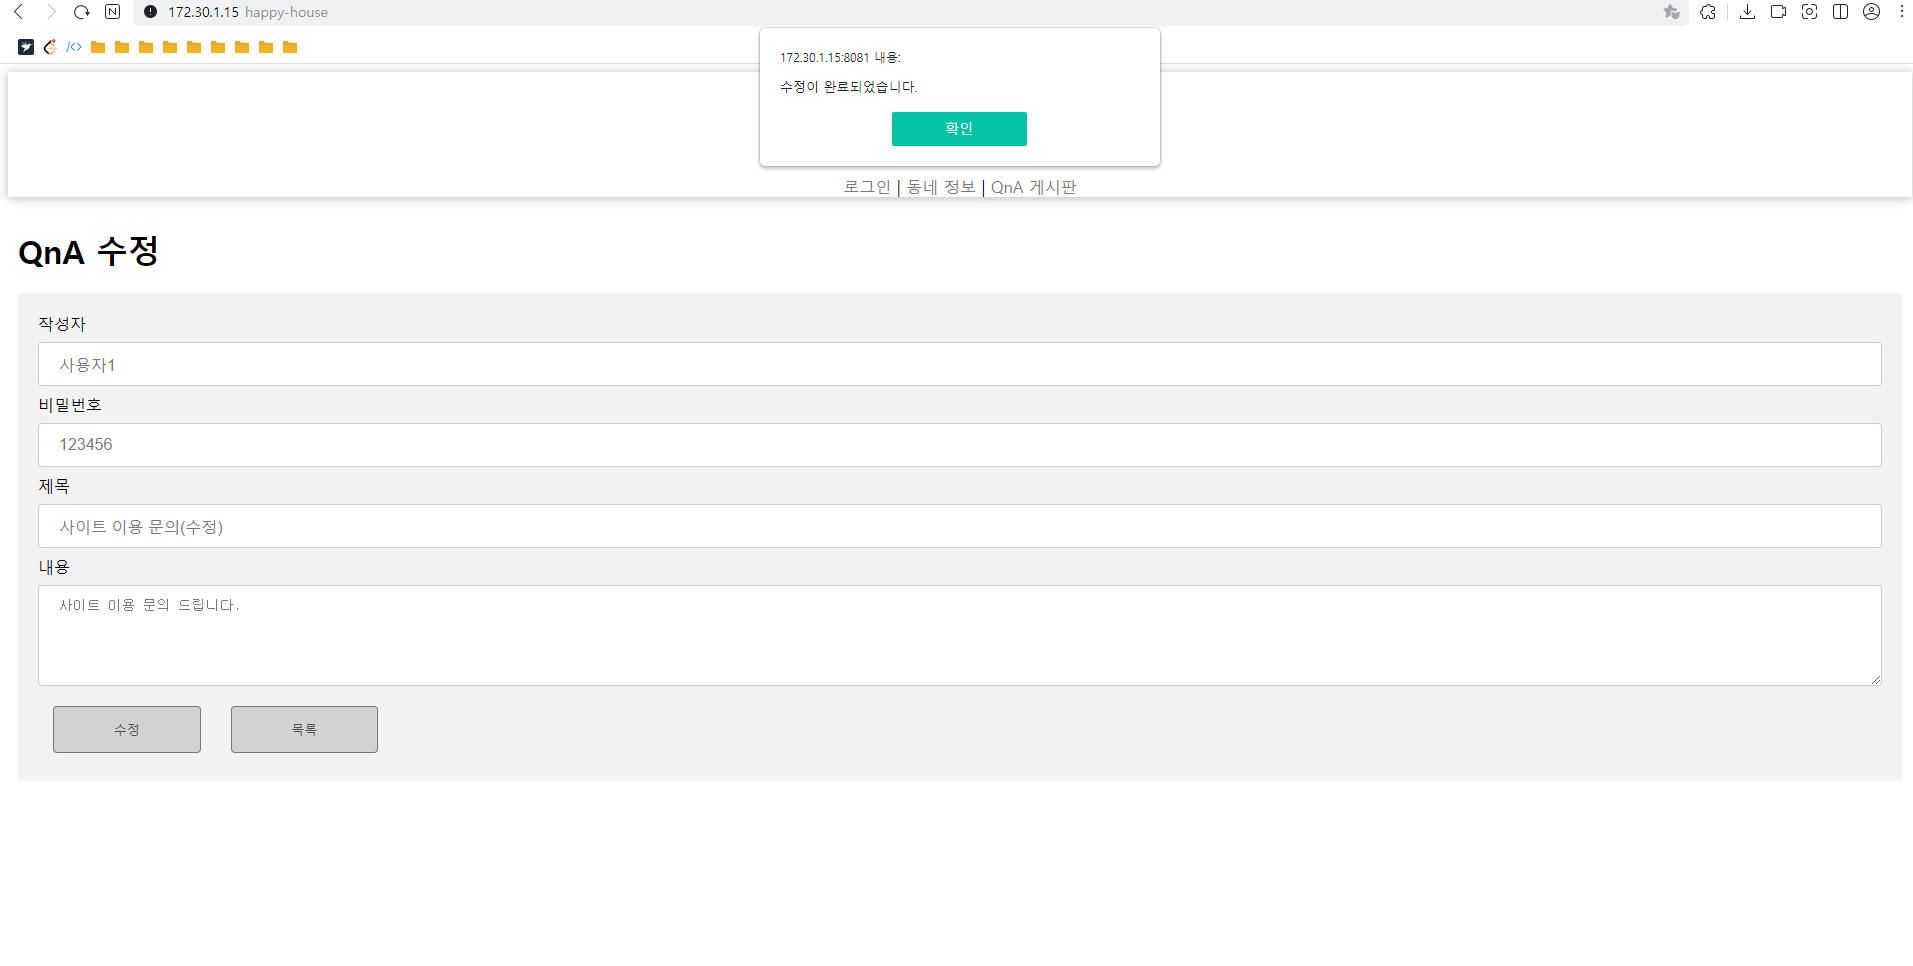 172.30.1.15 happy-house
172.30.1.15:8081 내용:
수정이 완료되었습니다.
확인
로그인 | 동네 정보 | QnA 게시판
QnA 수정
작성자
사용자1
비밀번호
123456
제목
사이트 이용 문의(수정)
내용
사이트 이용 문의 드립니다.
수정 목록